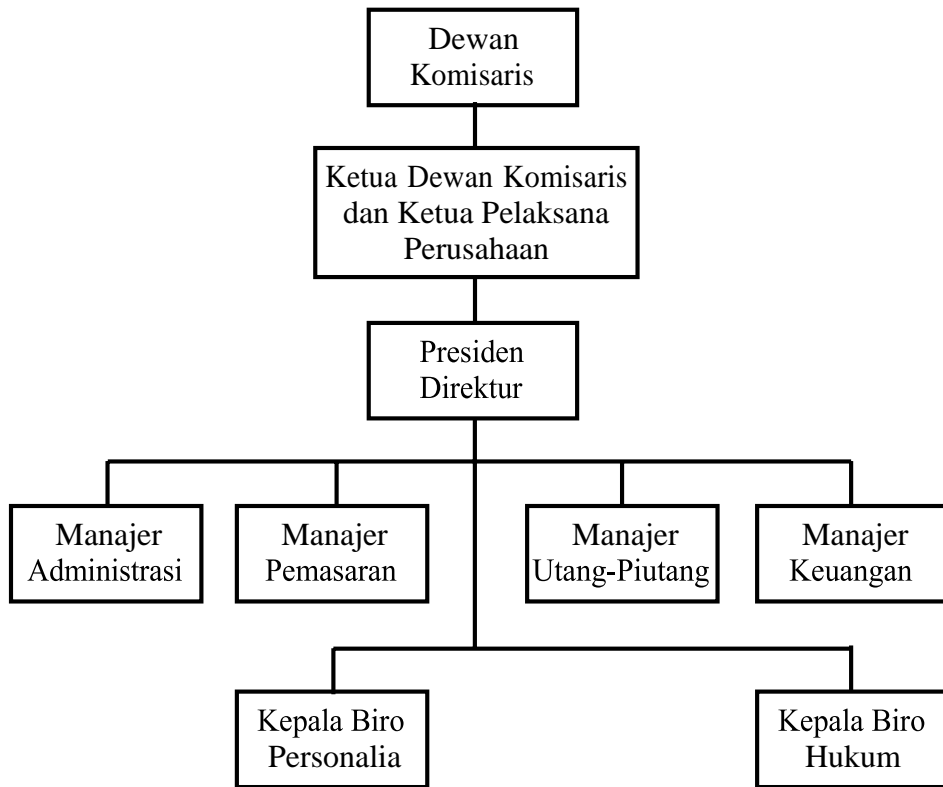 Dewan
Komisaris
Ketua Dewan Komisaris
dan Ketua Pelaksana
Perusahaan
Presiden
Direktur
Manajer
Administrasi
Manajer
Pemasaran
Manajer
Utang-Piutang
Manajer
Keuangan
Kepala Biro
Personalia
Kepala Biro
Hukum